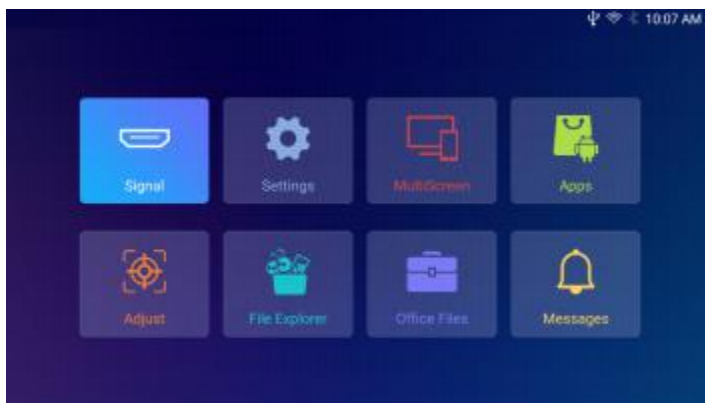 10:07 AM
Signal
Settings
MultiScreen
Apps
Adjust
File Explorer
Office Files
Messages